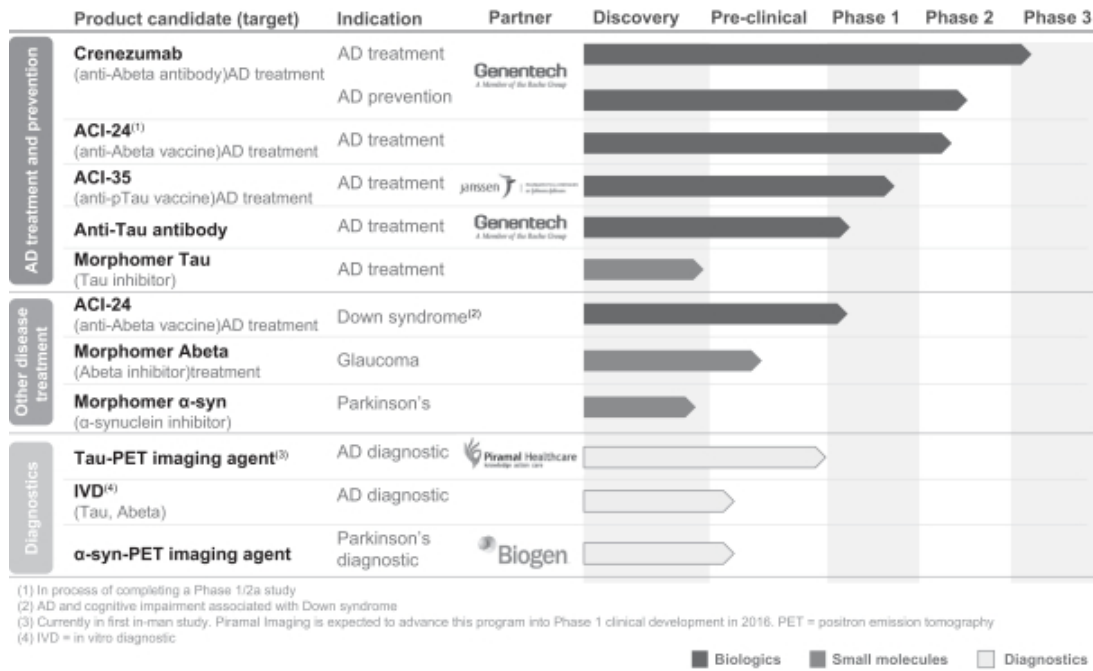 Product candidate (target) Indication Partner Discovery Pre-clinical Phase 1 Phase 2 Phase 3
AD treatment and prevention
Crenezumab
(anti-Abeta antibody)AD treatment
AD treatment
Genentech
A Member of the Roche Group
AD prevention
ACI-24(1)
(anti-Abeta vaccine)AD treatment
AD treatment
ACI-35
(anti-pTau vaccine)AD treatment
AD treatment
janssen
Anti-Tau antibody
AD treatment
Genentech
A Member of the Roche Group
Morphomer Tau
(Tau inhibitor)
AD treatment
Other disease
treatment
ACI-24
(anti-Abeta vaccine)AD treatment
Down syndrome(2)
Morphomer Abeta
(Abeta inhibitor)treatment
Glaucoma
Morphomer α-syn
(α-synuclein inhibitor)
Parkinson's
Diagnostics
Tau-PET imaging agent(3)
AD diagnostic
Piramal Healthcare
knowledge action care
IVD(4)
(Tau, Abeta)
AD diagnostic
α-syn-PET imaging agent
Parkinson's
diagnostic
Biogen
(1) In process of completing a Phase 1/2a study
(2) AD and cognitive impairment associated with Down syndrome
(3) Currently in first in-man study. Piramal Imaging is expected to advance this program into Phase 1 clinical development in 2016. PET = positron emission tomography
(4) IVD = in vitro diagnostic
Biologics Small molecules Diagnostics